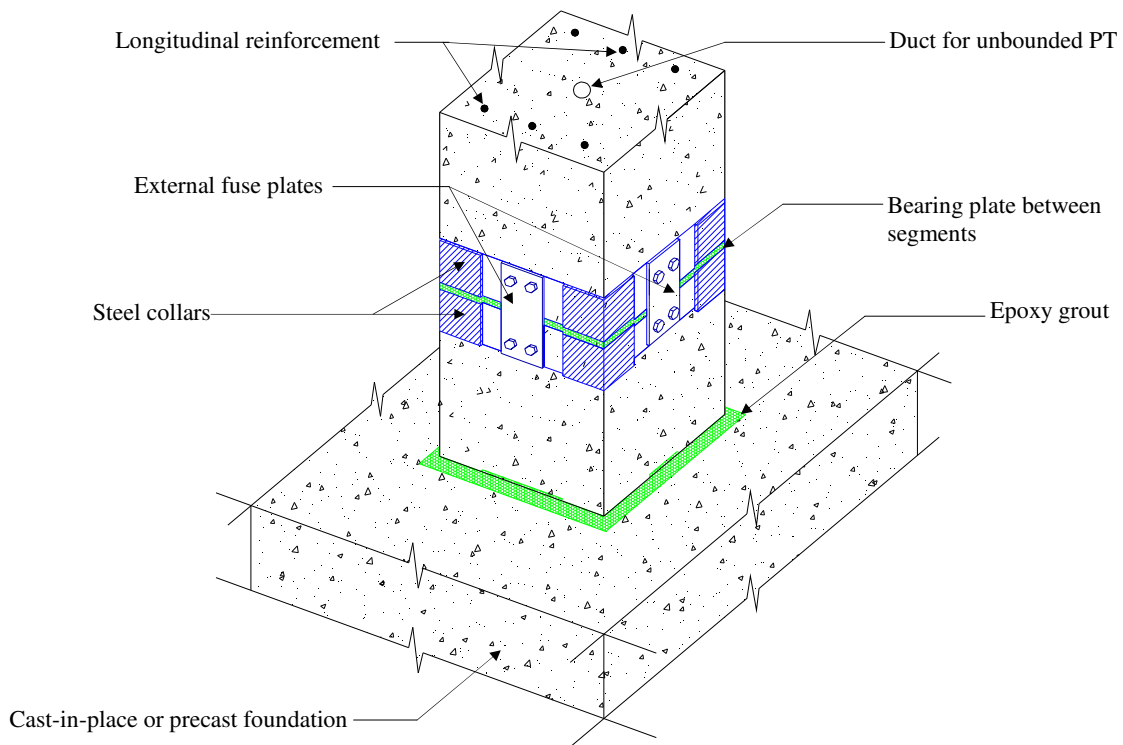 Longitudinal reinforcement
Duct for unbounded PT
External fuse plates
Bearing plate between
segments
Steel collars
Epoxy grout
Cast-in-place or precast foundation